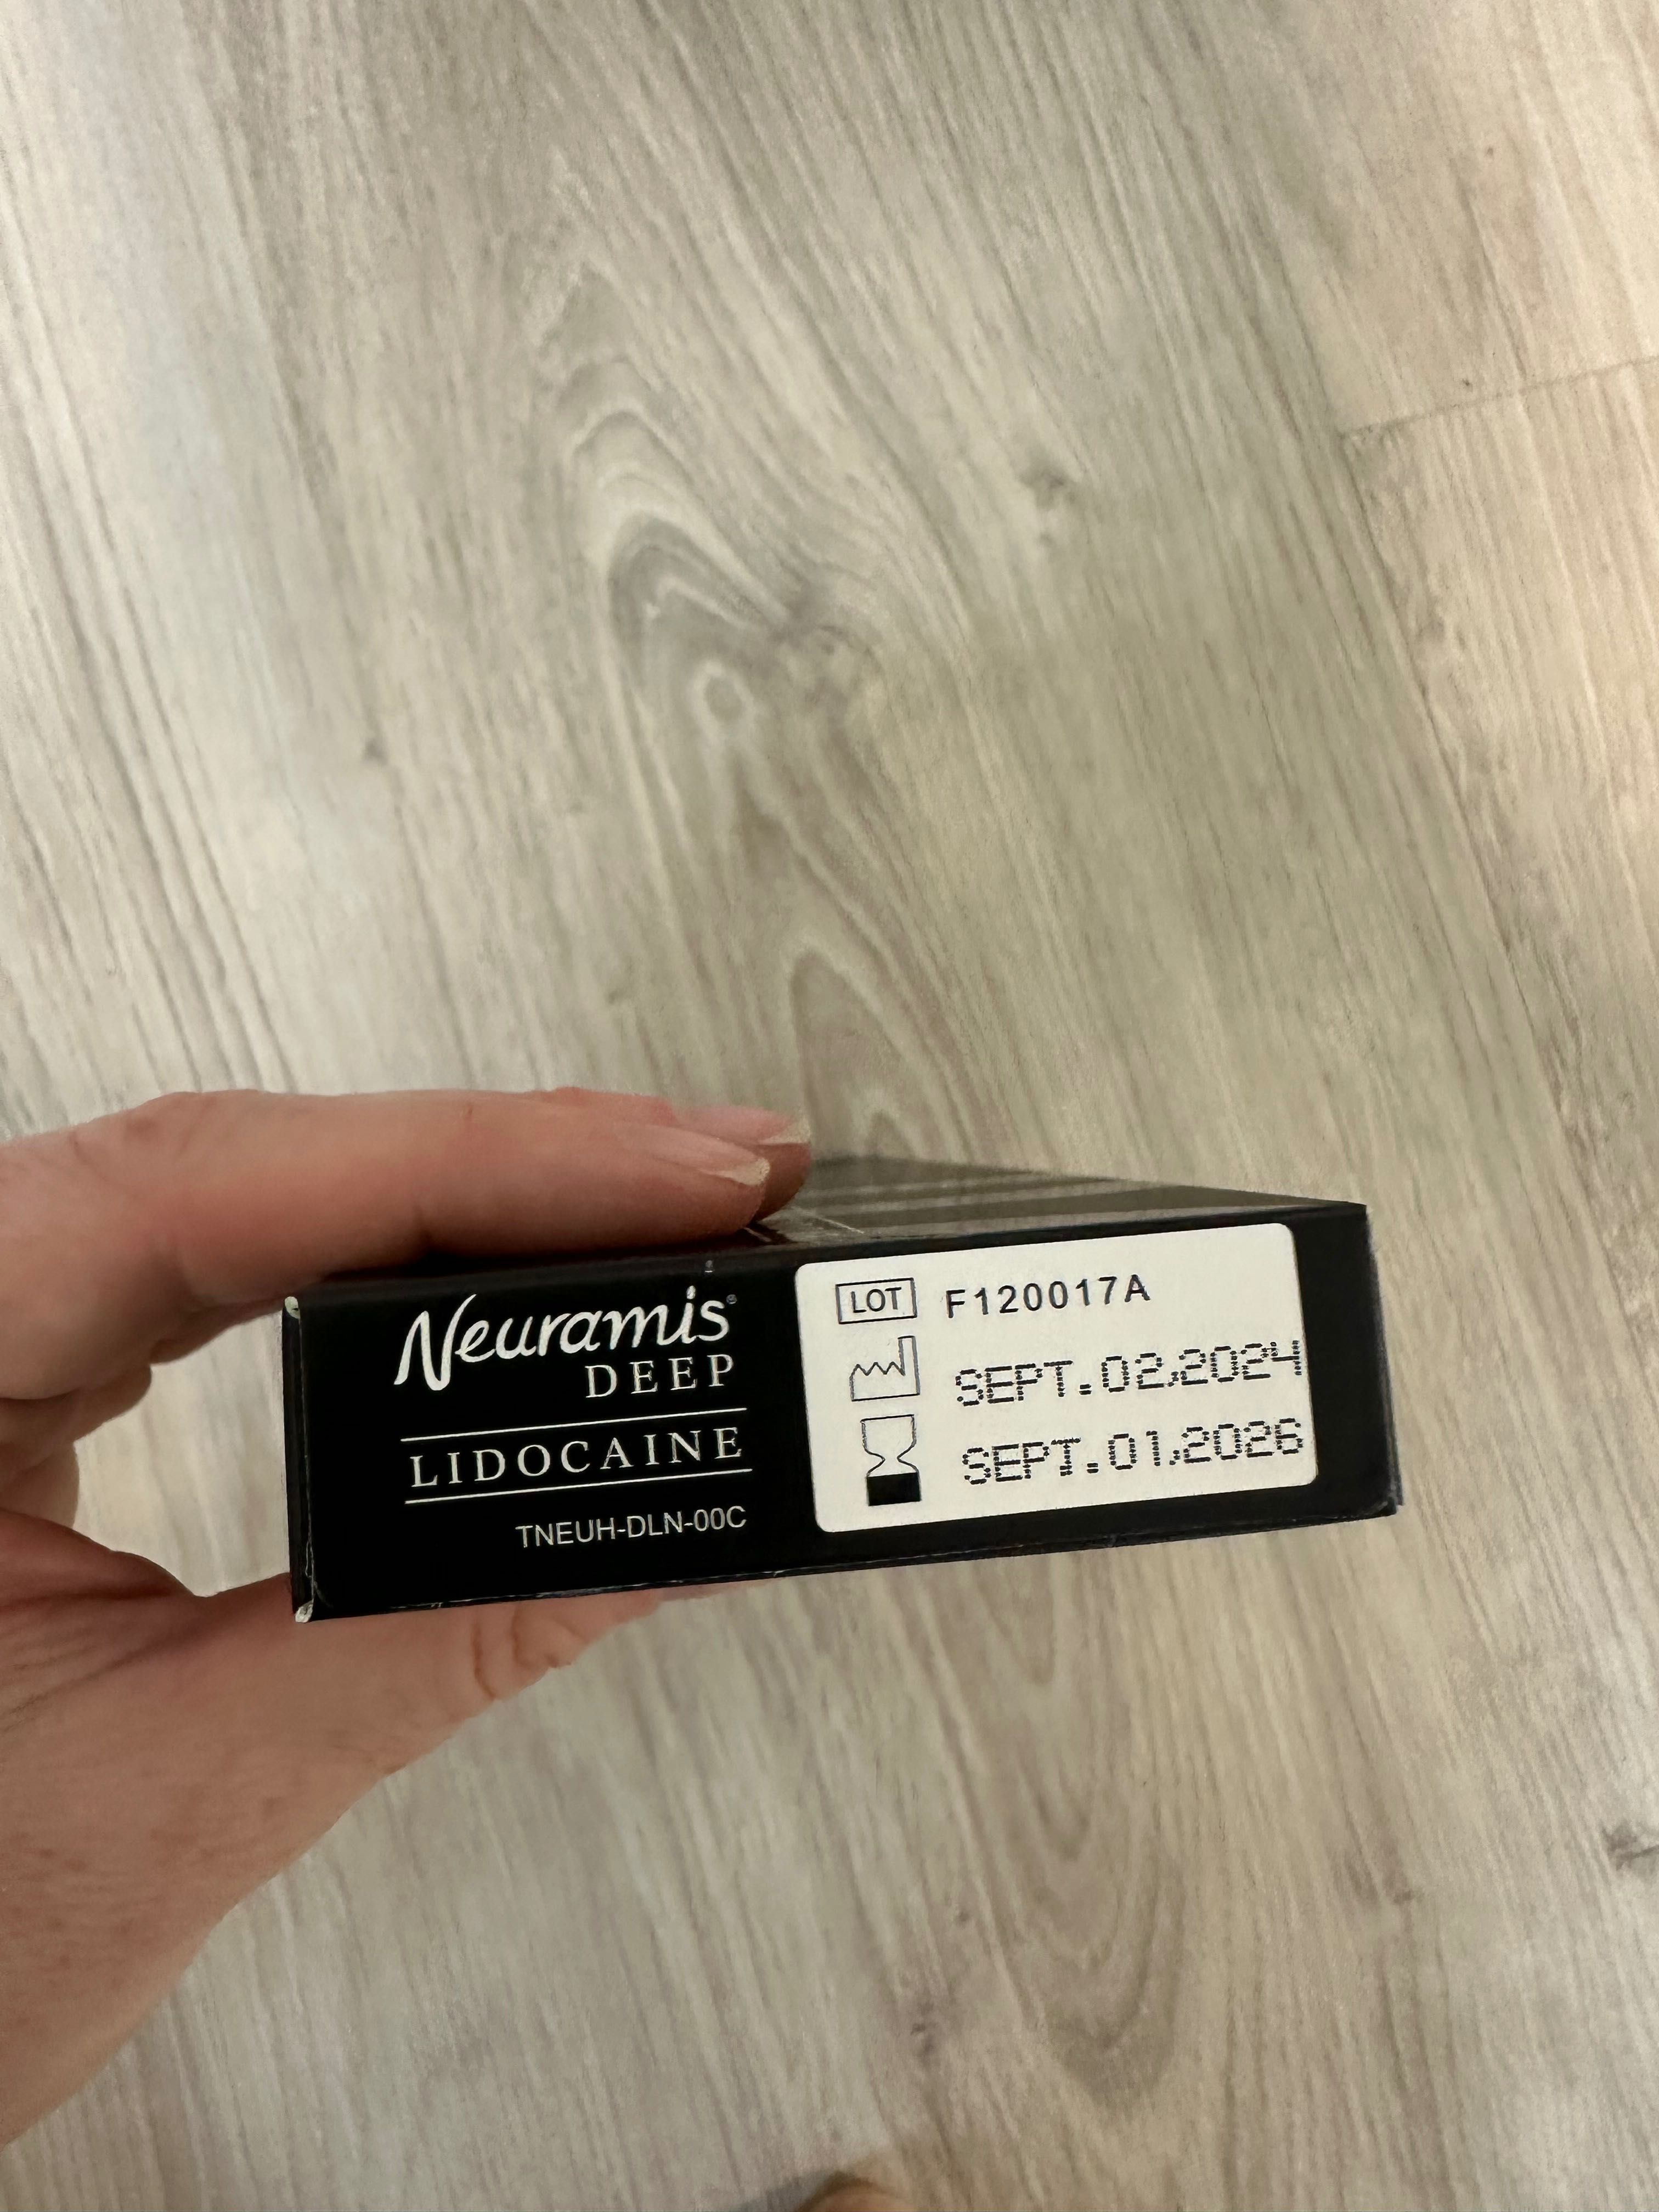 Neuramis®
DEEP
LIDOCAINE
TNEUH-DLN-00C
LOT F120017A
SEPT.02.2024
SEPT.01.2026